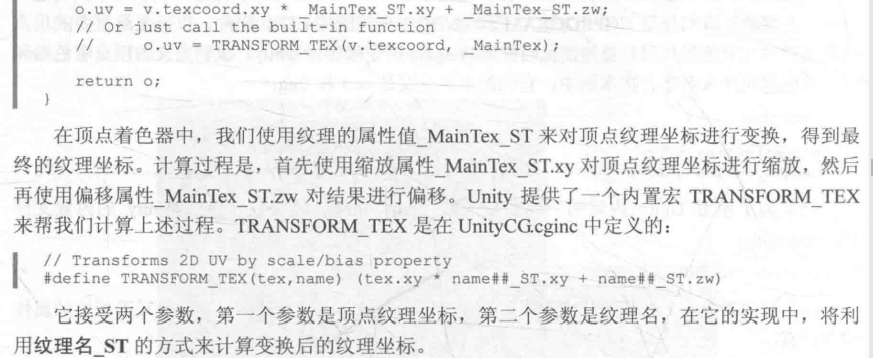 o.uv = v.texcoord.xy * _MainTex_ST.xy + _MainTex_ST.zw;
// Or just call the built-in function
// o.uv = TRANSFORM_TEX(v.texcoord, _MainTex);
return o;
}
在顶点着色器中，我们使用纹理的属性值_MainTex_ST 来对顶点纹理坐标进行变换，得到最
终的纹理坐标。计算过程是，首先使用缩放属性_MainTex_ST.xy 对顶点纹理坐标进行缩放，然后
再使用偏移属性_MainTex_ST.zw 对结果进行偏移。Unity 提供了一个内置宏 TRANSFORM_TEX
来帮我们计算上述过程。TRANSFORM_TEX 是在 UnityCG.cginc 中定义的：
// Transforms 2D UV by scale/bias property
#define TRANSFORM_TEX(tex,name) (tex.xy * name##_ST.xy + name##_ST.zw)
它接受两个参数，第一个参数是顶点纹理坐标，第二个参数是纹理名，在它的实现中，将利
用纹理名_ST 的方式来计算变换后的纹理坐标。